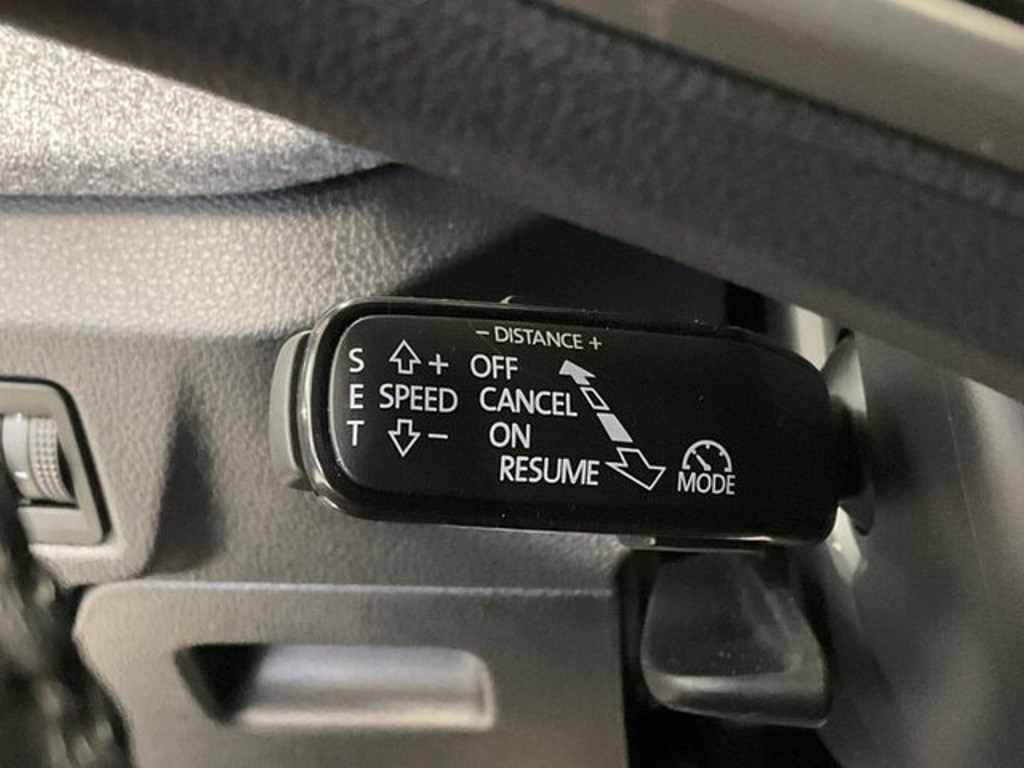 - DISTANCE +
S + OFF
E SPEED CANCEL
T - ON
RESUME
MODE